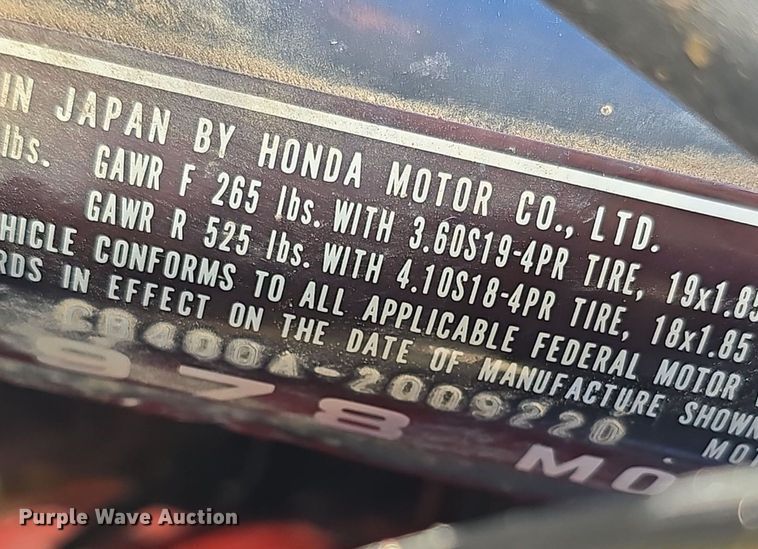 IN JAPAN BY HONDA MOTOR CO., LTD.
lbs. GAWR F 265 lbs. WITH 3.60S19-4PR TIRE, 19x1.85
GAWR R 525 lbs. WITH 4.10S18-4PR TIRE, 18x1.85
HICLE CONFORMS TO ALL APPLICABLE FEDERAL MOTOR
RDS IN EFFECT ON THE DATE OF MANUFACTURE SHOWN
CB400A-2009220 MOT
978 MO
Purple Wave Auction